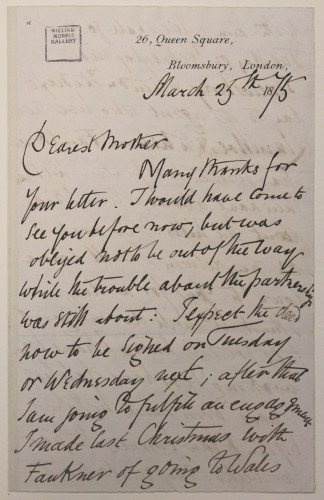 WILLIAM
MORRIS
GALLERY
26, Queen Square,
Bloomsbury, London,
March 25th 1875
Dearest Mother
Many thanks for
your letter. I would have come to
see you before now, but was
obliged not to be out of the way
while the trouble about the partnership
was still about: I expect the deed
now to be signed on Tuesday
or Wednesday next; after that
I am going to fulfill an engagement
I made last Christmas with
Faulkner of going to Wales